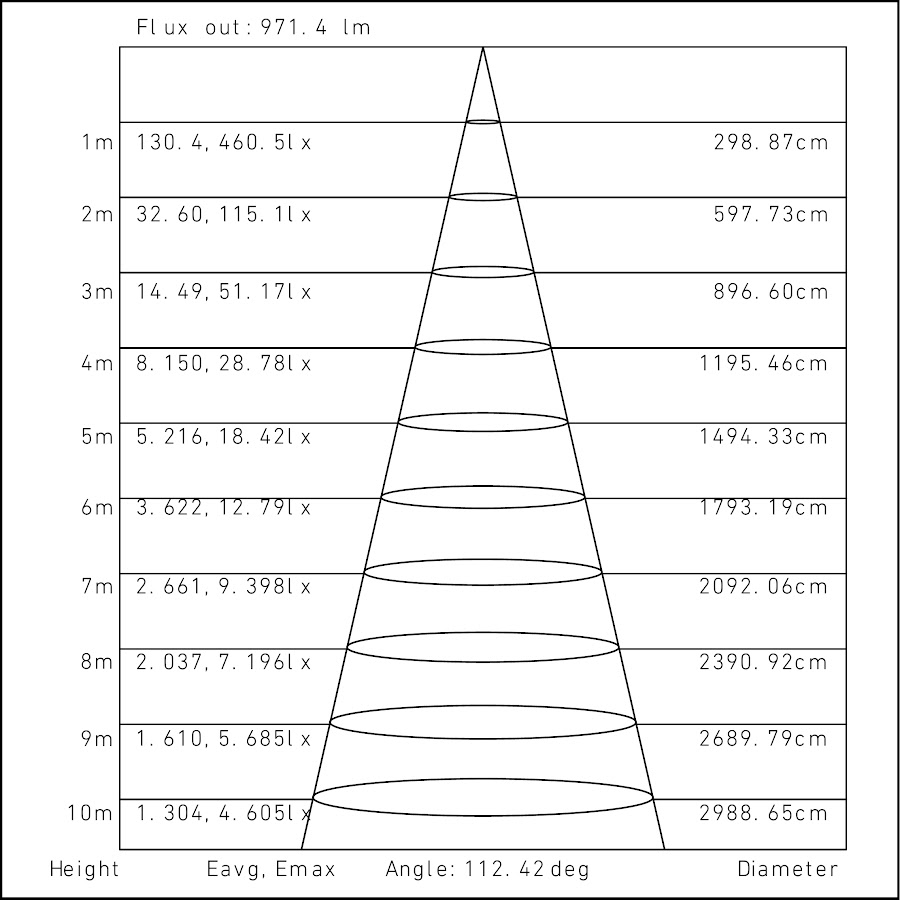 Flux out: 971.4 lm
1m 130.4, 460.5lx 298.87cm
2m 32.60, 115.1lx 597.73cm
3m 14.49, 51.17lx 896.60cm
4m 8.150, 28.78lx 1195.46cm
5m 5.216, 18.42lx 1494.33cm
6m 3.622, 12.79lx 1793.19cm
7m 2.661, 9.398lx 2092.06cm
8m 2.037, 7.196lx 2390.92cm
9m 1.610, 5.685lx 2689.79cm
10m 1.304, 4.605lx 2988.65cm
Height Eavg, Emax Angle: 112.42deg Diameter